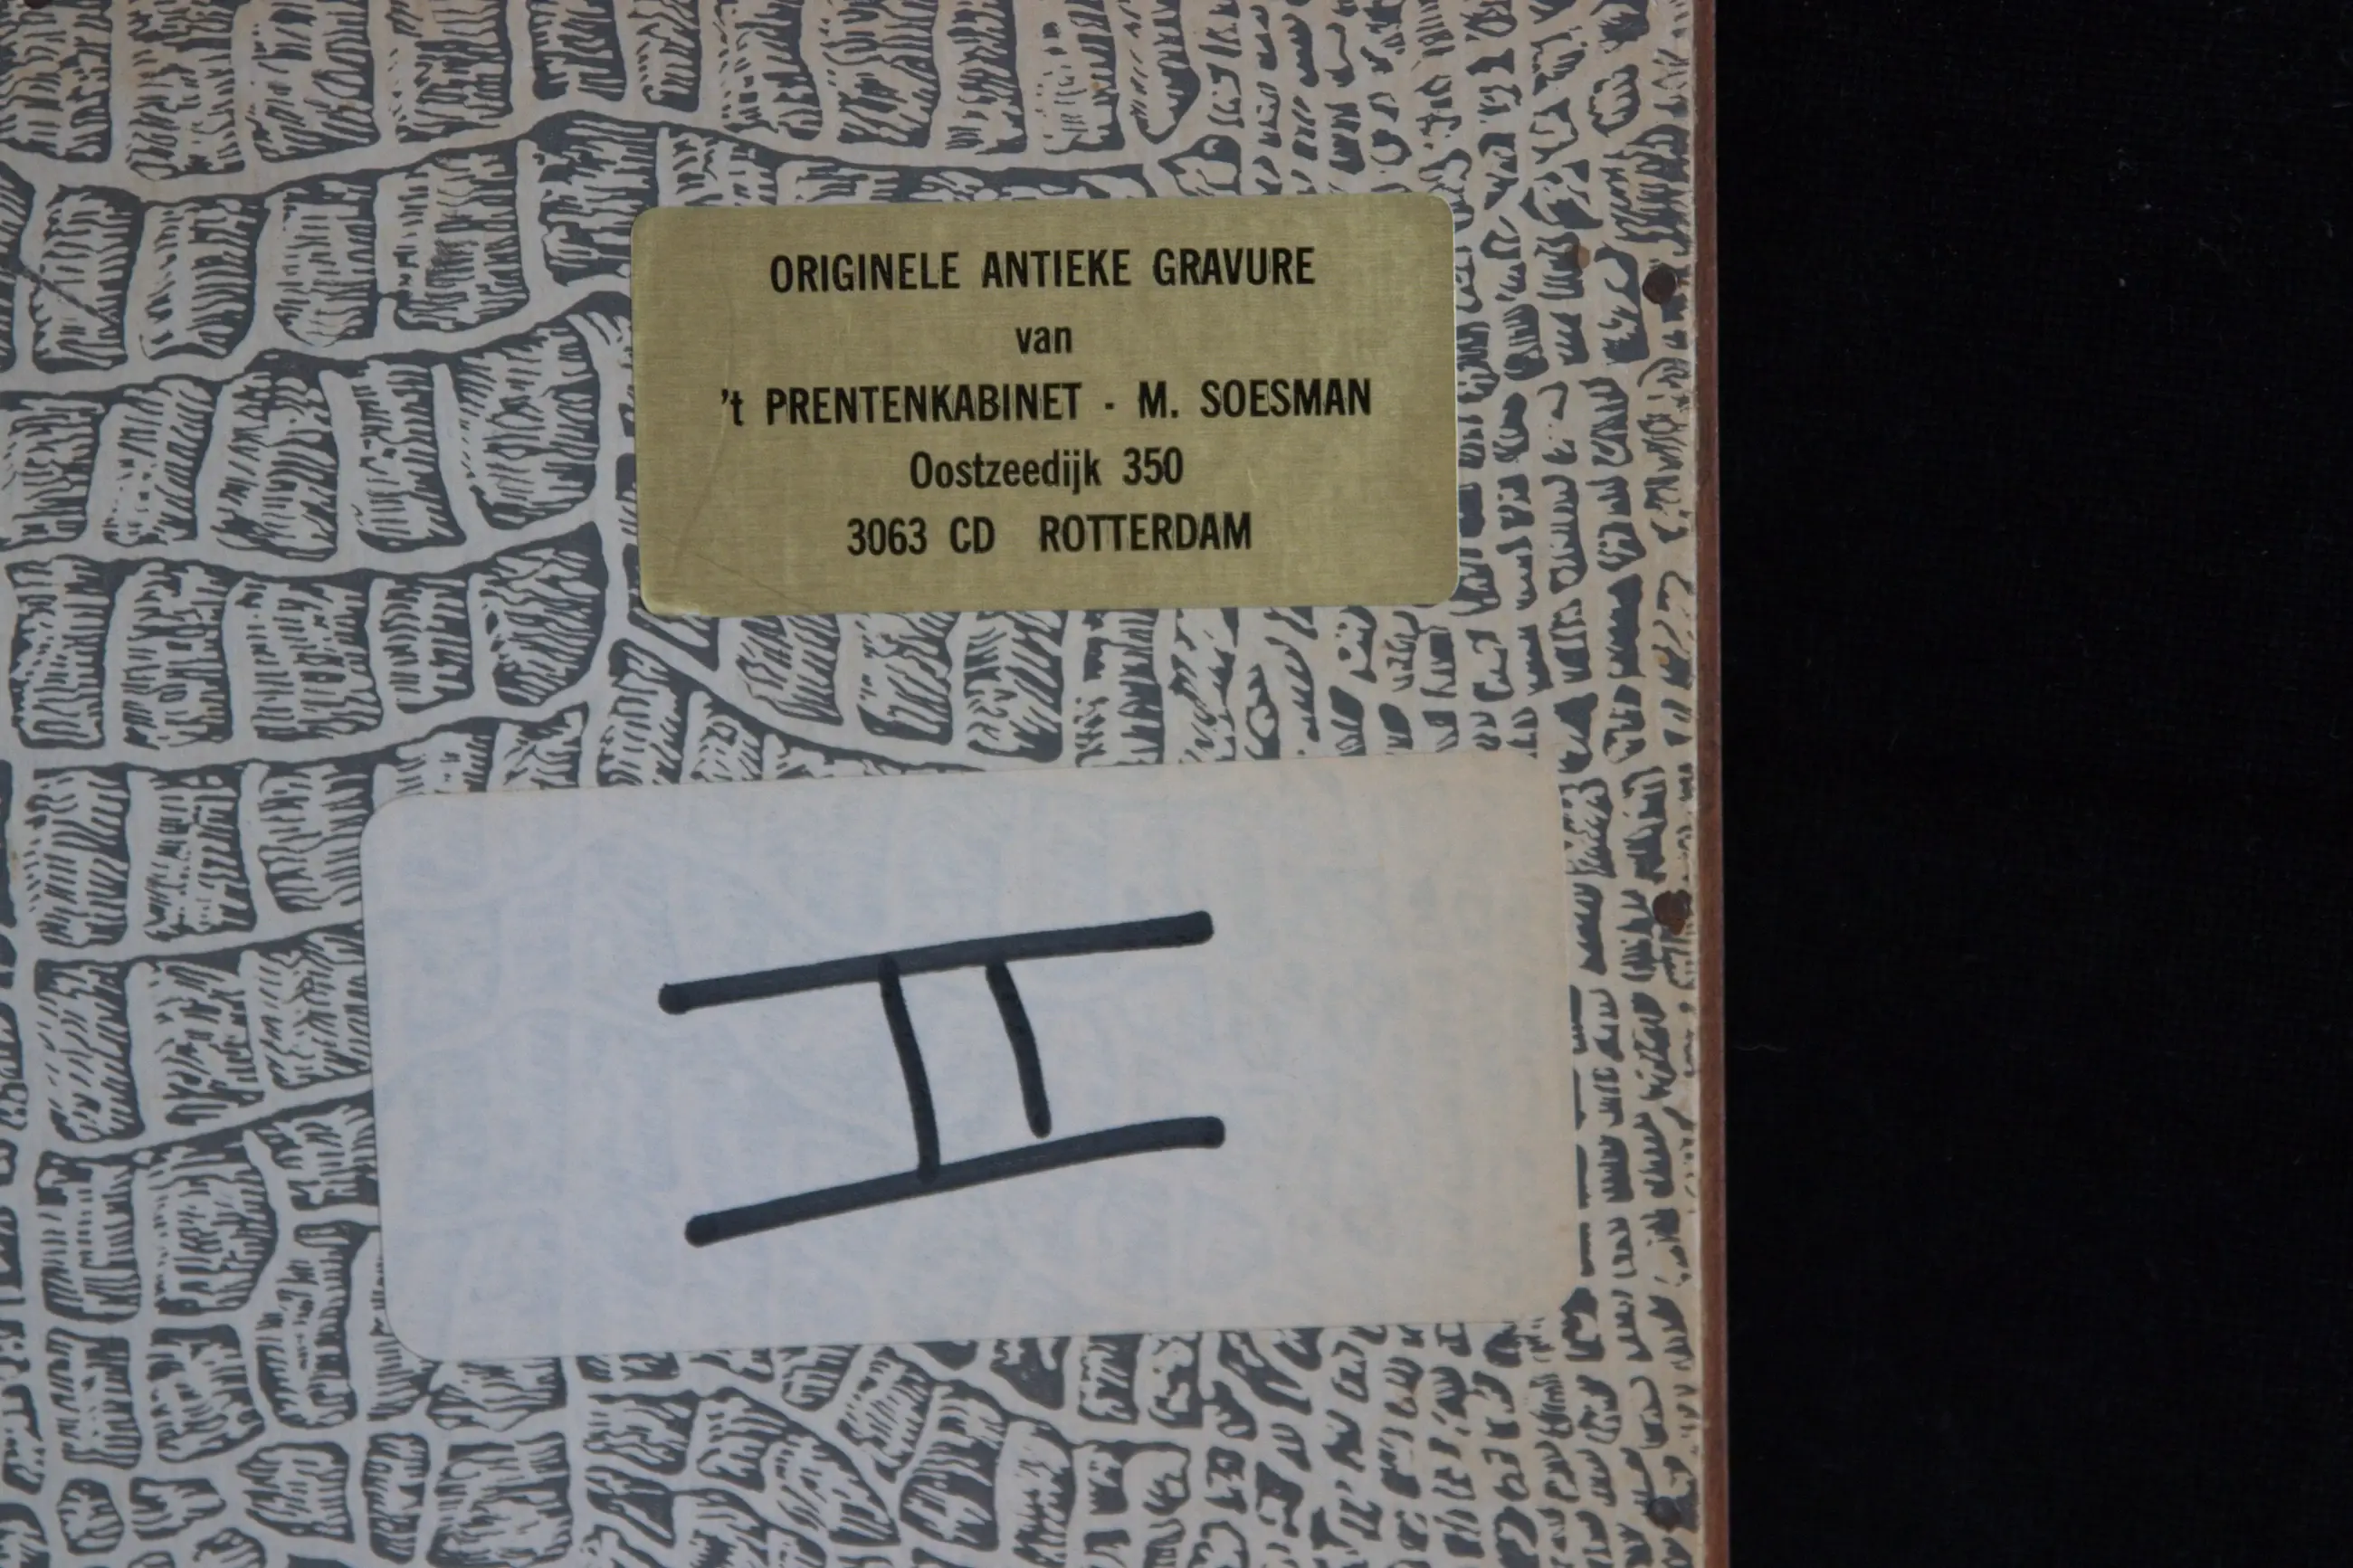 ORIGINELE ANTIEKE GRAVURE
van
't PRENTENKABINET - M. SOESMAN
Oostzeedijk 350
3063 CD ROTTERDAM
II